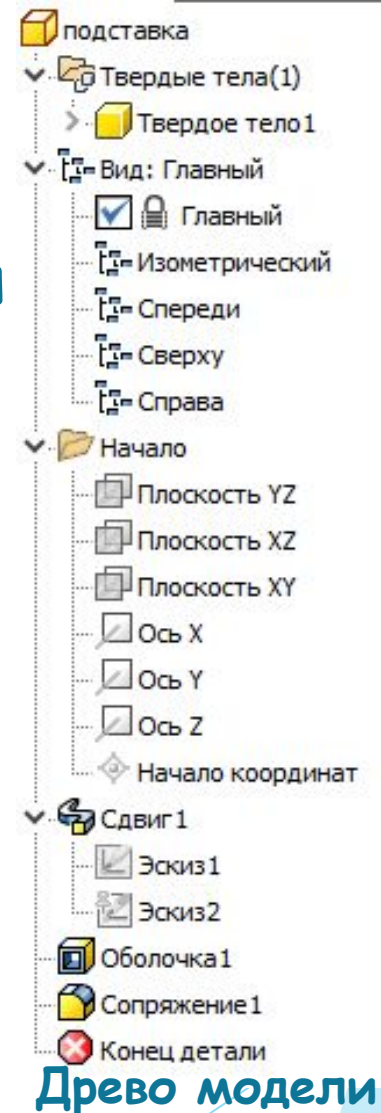 подставка
Твердые тела(1)
Твердое тело1
Вид: Главный
Главный
Изометрический
Спереди
Сверху
Справа
Начало
Плоскость YZ
Плоскость XZ
Плоскость XY
Ось X
Ось Y
Ось Z
Начало координат
Сдвиг1
Эскиз1
Эскиз2
Оболочка1
Сопряжение1
Конец детали
Древо модели